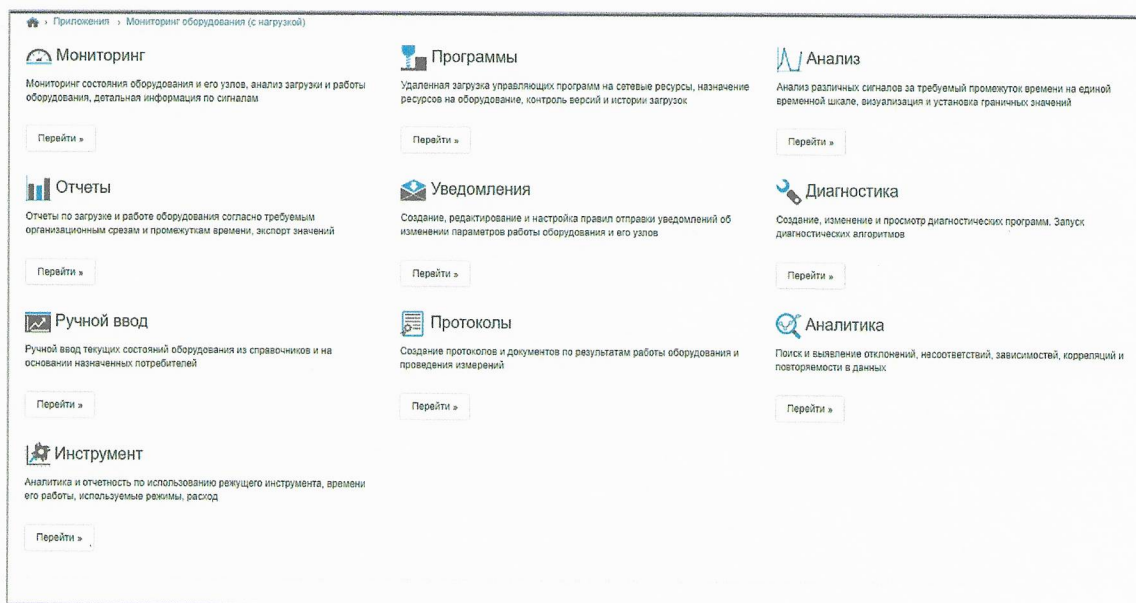 Приложения › Мониторинг оборудования (с нагрузкой)
Мониторинг
Мониторинг состояния оборудования и его узлов, анализ загрузки и работы
оборудования, детальная информация по сигналам
Перейти »
Программы
Удаленная загрузка управляющих программ на сетевые ресурсы, назначение
ресурсов на оборудование, контроль версий и истории загрузок
Перейти »
Анализ
Анализ различных сигналов за требуемый промежуток времени на единой
временной шкале, визуализация и установка граничных значений
Перейти »
Отчеты
Отчеты по загрузке и работе оборудования согласно требуемым
организационным срезам и промежуткам времени, экспорт значений
Перейти »
Уведомления
Создание, редактирование и настройка правил отправки уведомлений об
изменении параметров работы оборудования и его узлов
Перейти »
Диагностика
Создание, изменение и просмотр диагностических программ. Запуск
диагностических алгоритмов
Перейти »
Ручной ввод
Ручной ввод текущих состояний оборудования из справочников и на
основании назначенных потребителей
Перейти »
Протоколы
Создание протоколов и документов по результатам работы оборудования и
проведения измерений
Перейти »
Аналитика
Поиск и выявление отклонений, несоответствий, зависимостей, корреляций и
повторяемости в данных
Перейти »
Инструмент
Аналитика и отчетность по использованию режущего инструмента, времени
его работы, используемые режимы, расход
Перейти »